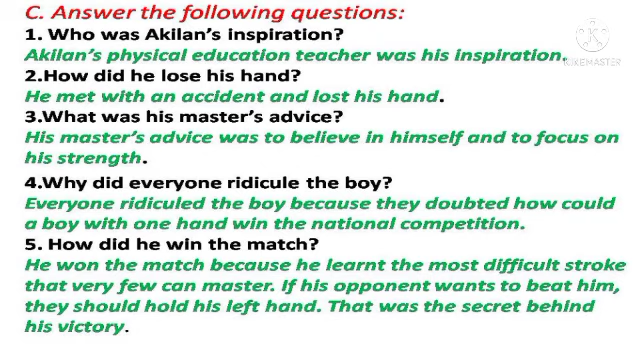 C. Answer the following questions:
1. Who was Akilan’s inspiration?
Akilan’s physical education teacher was his inspiration.
KINEMASTER
2.How did he lose his hand?
He met with an accident and lost his hand.
3.What was his master’s advice?
His master’s advice was to believe in himself and to focus on
his strength.
4.Why did everyone ridicule the boy?
Everyone ridiculed the boy because they doubted how could
a boy with one hand win the national competition.
5. How did he win the match?
He won the match because he learnt the most difficult stroke
that very few can master. If his opponent wants to beat him,
they should hold his left hand. That was the secret behind
his victory.